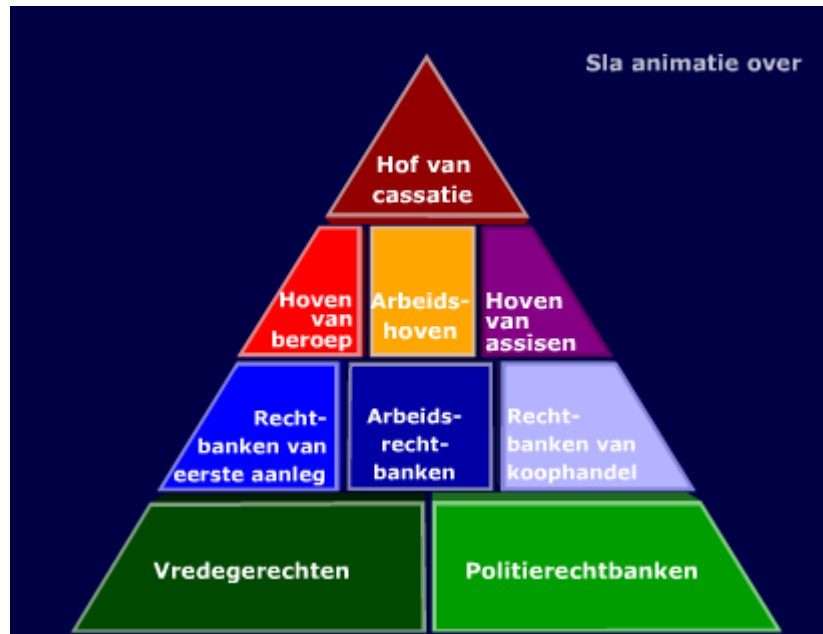 Sla animatie over
Hof van
cassatie
Hoven
van
beroep
Arbeids-
hoven
Hoven
van
assisen
Recht-
banken van
eerste aanleg
Arbeids-
recht-
banken
Recht-
banken van
koophandel
Vredegerechten
Politierechtbanken